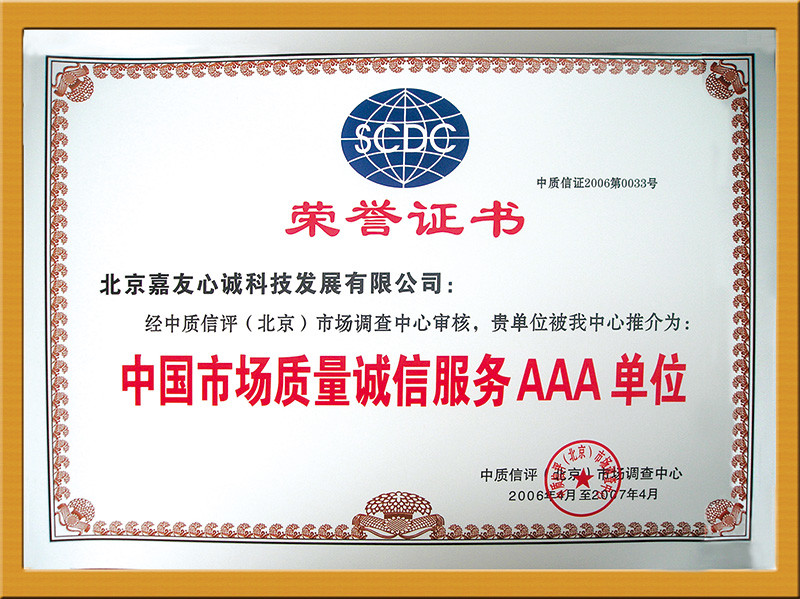 SCDC
中质信证2006第0033号
荣誉证书
北京嘉友心诚科技发展有限公司：
经中质信评（北京）市场调查中心审核，贵单位被我中心推介为：
中国市场质量诚信服务AAA单位
中质信评（北京）市场调查中心
2006年4月至2007年4月